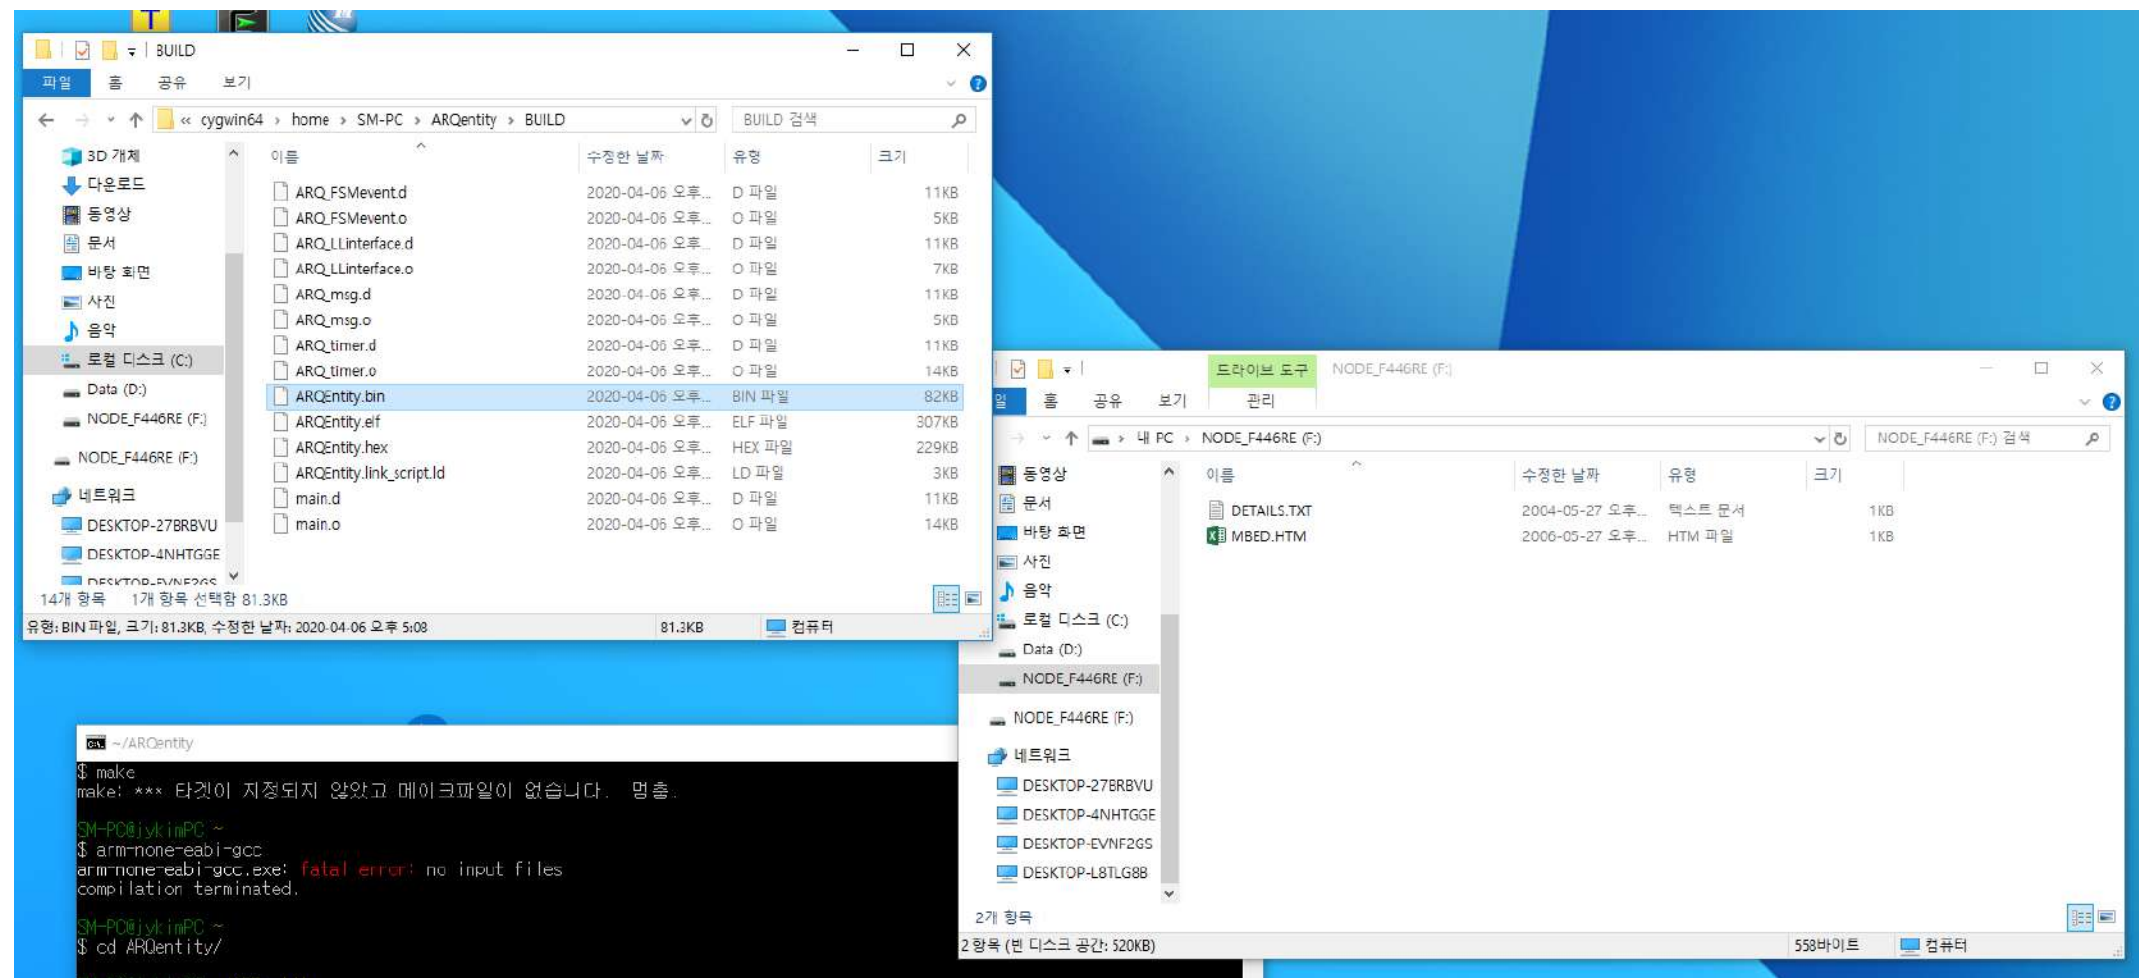 BUILD
파일 홈 공유 보기
« cygwin64 › home › SM-PC › ARQentity › BUILD
BUILD 검색
3D 개체
다운로드
동영상
문서
바탕 화면
사진
음악
로컬 디스크 (C:)
Data (D:)
NODE_F446RE (F:)
NODE_F446RE (F:)
네트워크
DESKTOP-27BRBVU
DESKTOP-4NHTGGE
DESKTOP-EVNF2GS
이름 수정한 날짜 유형 크기
ARQ_FSMevent.d 2020-04-06 오후... D 파일 11KB
ARQ_FSMevent.o 2020-04-06 오후... O 파일 5KB
ARQ_LLinterface.d 2020-04-06 오후... D 파일 11KB
ARQ_LLinterface.o 2020-04-06 오후... O 파일 7KB
ARQ_msg.d 2020-04-06 오후... D 파일 11KB
ARQ_msg.o 2020-04-06 오후... O 파일 5KB
ARQ_timer.d 2020-04-06 오후... D 파일 11KB
ARQ_timer.o 2020-04-06 오후... O 파일 14KB
ARQEntity.bin 2020-04-06 오후... BIN 파일 82KB
ARQEntity.elf 2020-04-06 오후... ELF 파일 307KB
ARQEntity.hex 2020-04-06 오후... HEX 파일 229KB
ARQEntity.link_script.ld 2020-04-06 오후... LD 파일 3KB
main.d 2020-04-06 오후... D 파일 11KB
main.o 2020-04-06 오후... O 파일 14KB
14개 항목 1개 항목 선택함 81.3KB
유형: BIN 파일, 크기: 81.3KB, 수정한 날짜: 2020-04-06 오후 5:08 81.3KB 컴퓨터
드라이브 도구 NODE_F446RE (F:)
일 홈 공유 보기 관리
› 내 PC › NODE_F446RE (F:)
NODE_F446RE (F:) 검색
동영상
문서
바탕 화면
사진
음악
로컬 디스크 (C:)
Data (D:)
NODE_F446RE (F:)
NODE_F446RE (F:)
네트워크
DESKTOP-27BRBVU
DESKTOP-4NHTGGE
DESKTOP-EVNF2GS
DESKTOP-L8TLG8B
이름 수정한 날짜 유형 크기
DETAILS.TXT 2004-05-27 오후... 텍스트 문서 1KB
MBED.HTM 2006-05-27 오후... HTM 파일 1KB
2개 항목
2 항목 (빈 디스크 공간: 520KB) 558바이트 컴퓨터
~/ARQentity
$ make
make: *** 타겟이 지정되지 않았고 메이크파일이 없습니다. 멈춤.
SM-PC@jykimPC ~
$ arm-none-eabi-gcc
arm-none-eabi-gcc.exe: fatal error: no input files
compilation terminated.
SM-PC@jykimPC ~
$ cd ARQentity/